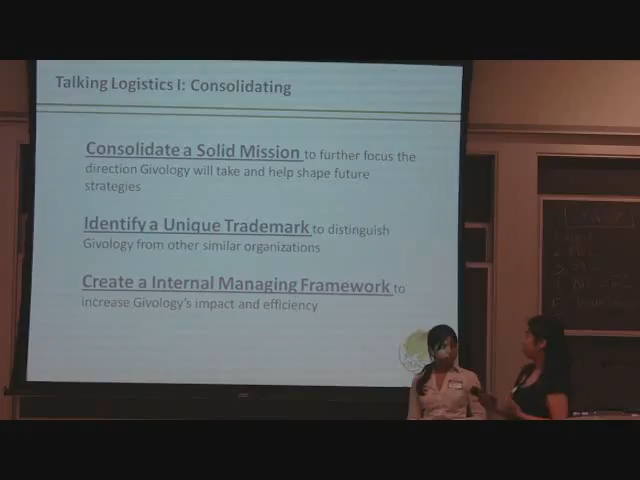 Talking Logistics I: Consolidating
Consolidate a Solid Mission to further focus the
direction Givology will take and help shape future
strategies
Identify a Unique Trademark to distinguish
Givology from other similar organizations
Create a Internal Managing Framework to
increase Givology's impact and efficiency